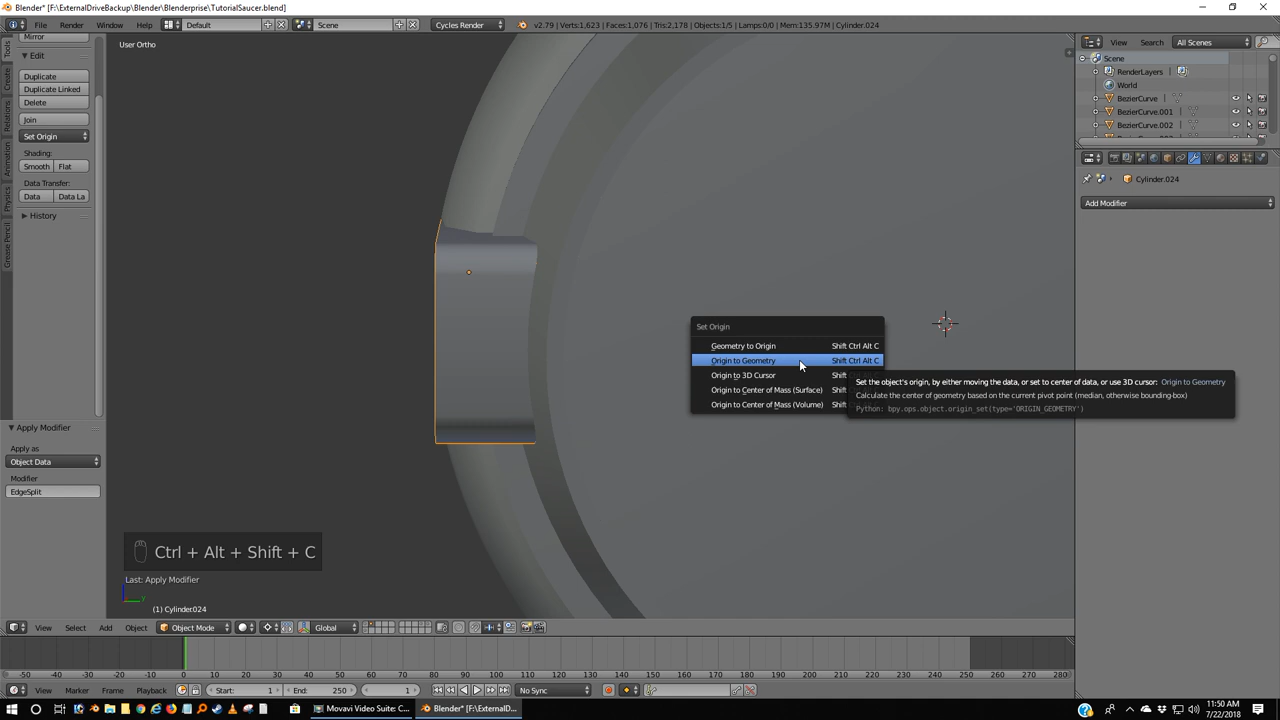 Blender* [F:\ExternalDriveBackup\Blender\Blenderprise\TutorialSaucer.blend]
File Render Window Help Default Scene Cycles Render v2.79 | Verts:1,623 | Faces:1,076 | Tris:2,178 | Objects:1/5 | Lamps:0/0 | Mem:135.97M | Cylinder.024
Mirror
Edit
Duplicate
Duplicate Linked
Delete
Join
Set Origin
Shading:
Smooth Flat
Data Transfer:
Data Data La
History
Tools
Create
Relations
Animation
Physics
Grease Pencil
Apply Modifier
Apply as
Object Data
Modifier
EdgeSplit
User Ortho
Set Origin
Geometry to Origin Shift Ctrl Alt C
Origin to Geometry Shift Ctrl Alt C
Origin to 3D Cursor Shift
Origin to Center of Mass (Surface) Shift
Origin to Center of Mass (Volume) Shift
Set the object's origin, by either moving the data, or set to center of data, or use 3D cursor: Origin to Geometry
Calculate the center of geometry based on the current pivot point (median, otherwise bounding-box)
Python: bpy.ops.object.origin_set(type='ORIGIN_GEOMETRY')
Ctrl + Alt + Shift + C
Last: Apply Modifier
y
(1) Cylinder.024
View Search All Scenes
Scene
RenderLayers
World
BezierCurve
BezierCurve.001
BezierCurve.002
Cylinder.024
Add Modifier
View Select Add Object Object Mode Global
-50 -40 -30 -20 -10 0 10 20 30 40 50 60 70 80 90 100 110 120 130 140 150 160 170 180 190 200 210 220 230 240 250 260 270 280
View Marker Frame Playback Start: 1 End: 250 1 No Sync
Movavi Video Suite: C...
Blender* [F:\ExternalD...
11:50 AM
7/22/2018